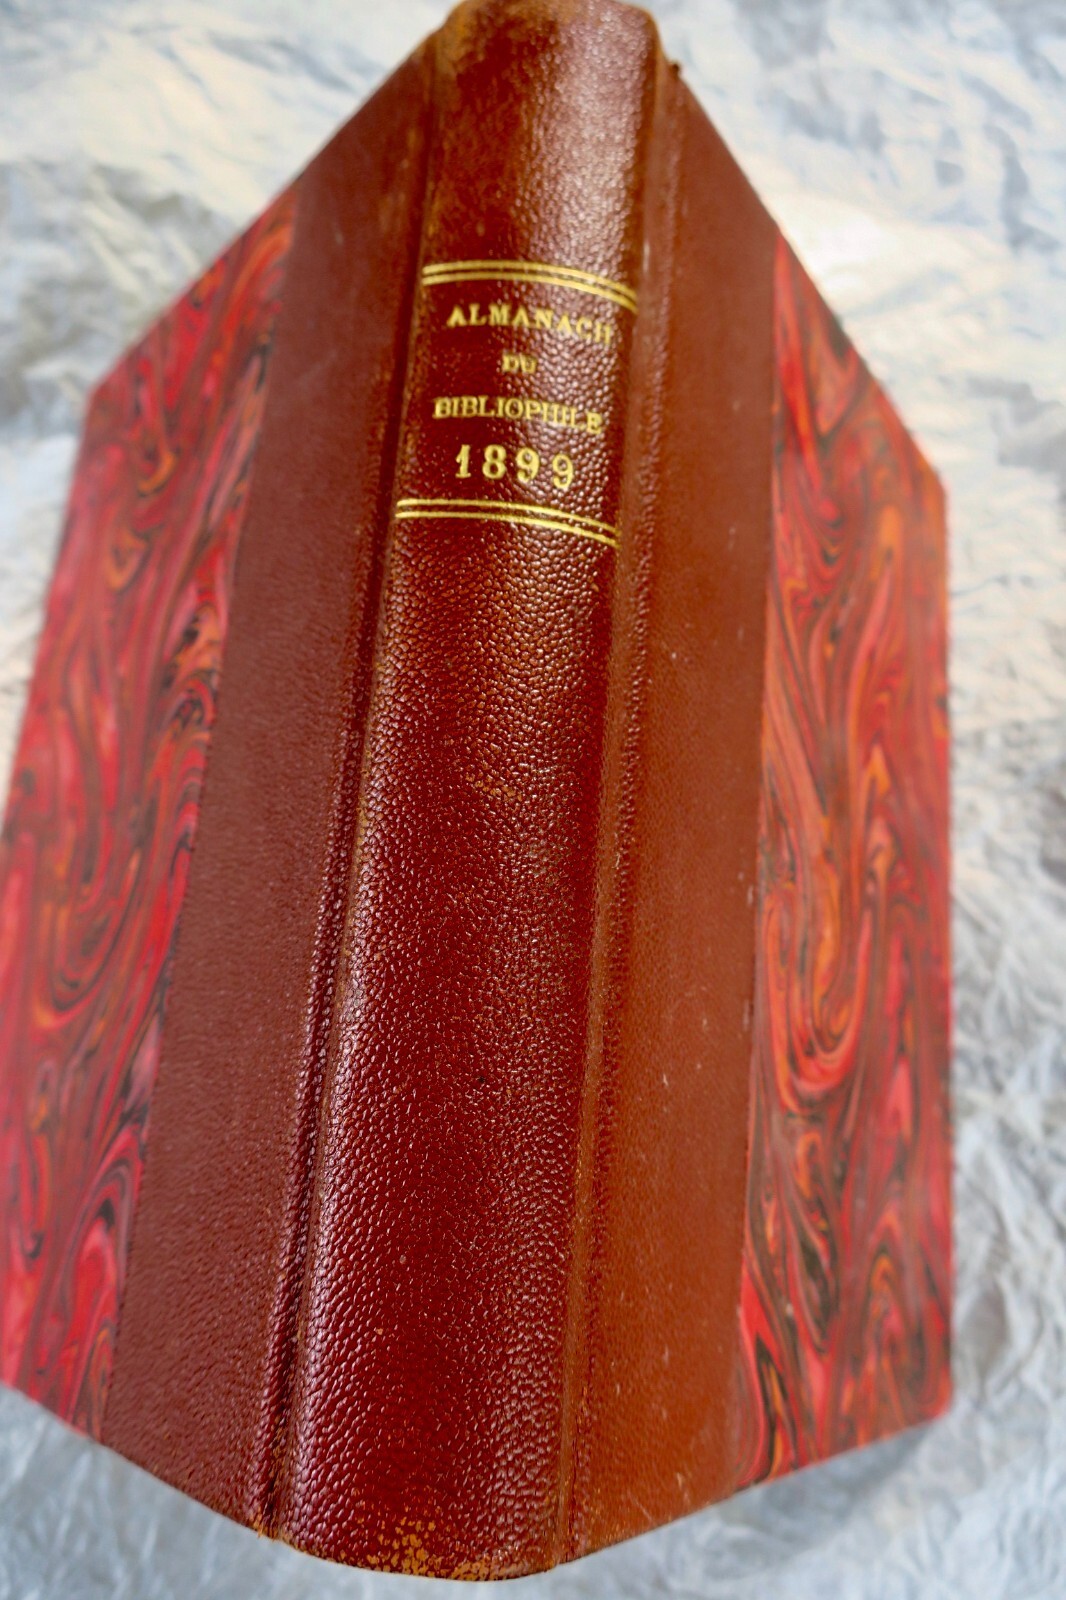 ALMANACH
DU
BIBLIOPHILE
1899